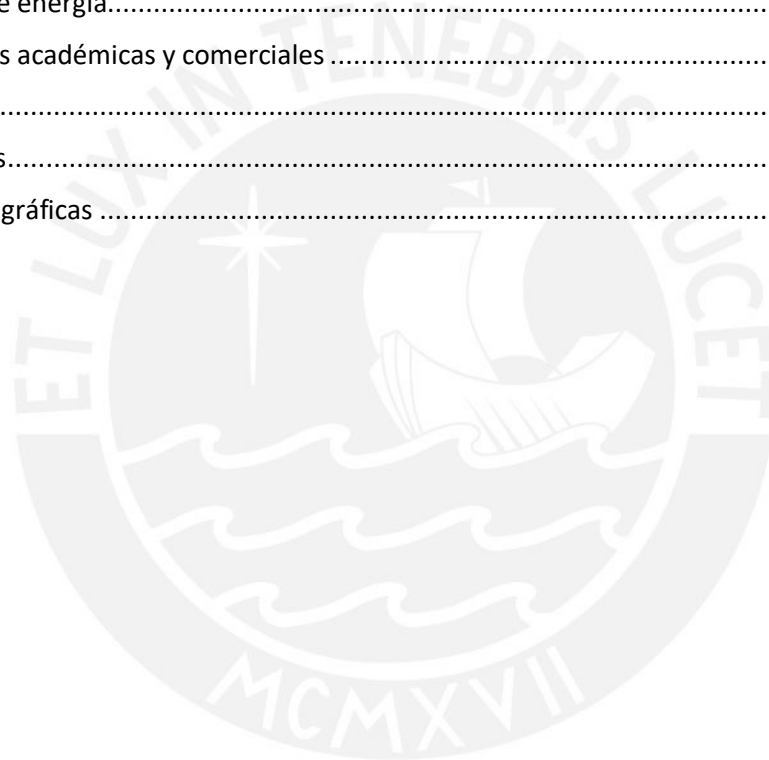 e energía...............................................................................
s académicas y comerciales ................................................
....................................................................................
s...................................................................................
gráficas .........................................................................
ET LUX IN TENEBRIS LUCET
MCMXVII